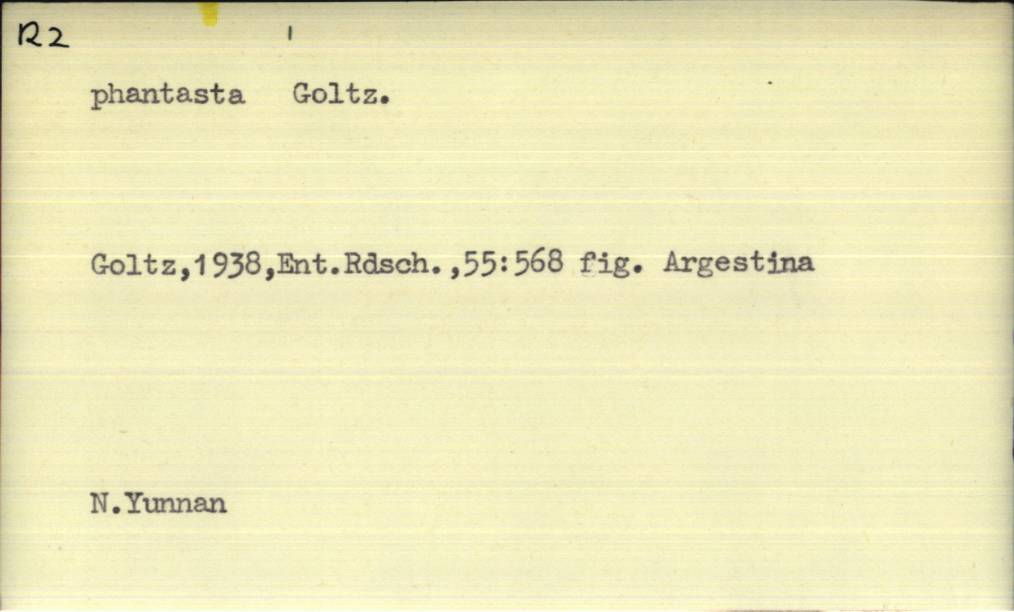 R2
phantasta Goltz.
Goltz,1938,Ent.Rdsch.,55:568 fig. Argestina
N.Yunnan